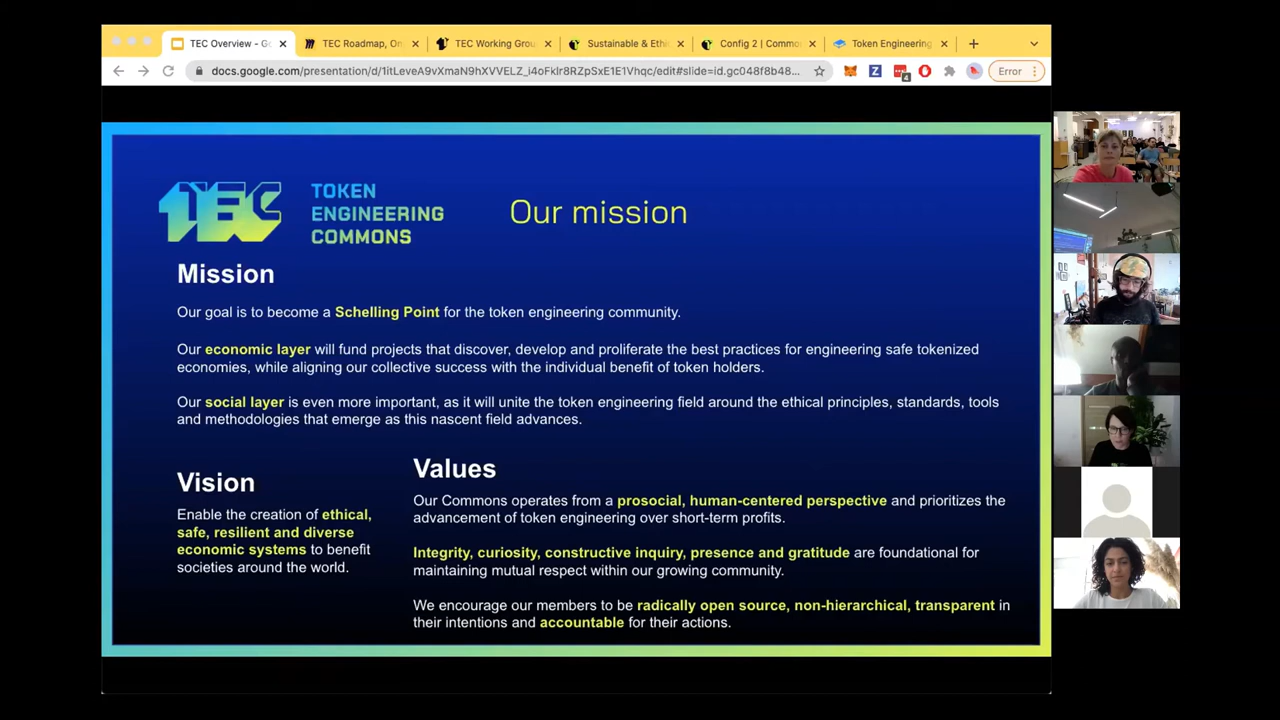 TEC Overview - Go
TEC Roadmap, On
TEC Working Grou
Sustainable & Ethi
Config 2 | Commo
Token Engineering
docs.google.com/presentation/d/1itLeveA9vXmaN9hXVVELZ_i4oFkIr8RZpSxE1E1Vhqc/edit#slide=id.gc048f8b48...
4
Error
TEC
TOKEN
ENGINEERING
COMMONS
Our mission
Mission
Our goal is to become a Schelling Point for the token engineering community.
Our economic layer will fund projects that discover, develop and proliferate the best practices for engineering safe tokenized
economies, while aligning our collective success with the individual benefit of token holders.
Our social layer is even more important, as it will unite the token engineering field around the ethical principles, standards, tools
and methodologies that emerge as this nascent field advances.
Vision
Enable the creation of ethical,
safe, resilient and diverse
economic systems to benefit
societies around the world.
Values
Our Commons operates from a prosocial, human-centered perspective and prioritizes the
advancement of token engineering over short-term profits.
Integrity, curiosity, constructive inquiry, presence and gratitude are foundational for
maintaining mutual respect within our growing community.
We encourage our members to be radically open source, non-hierarchical, transparent in
their intentions and accountable for their actions.